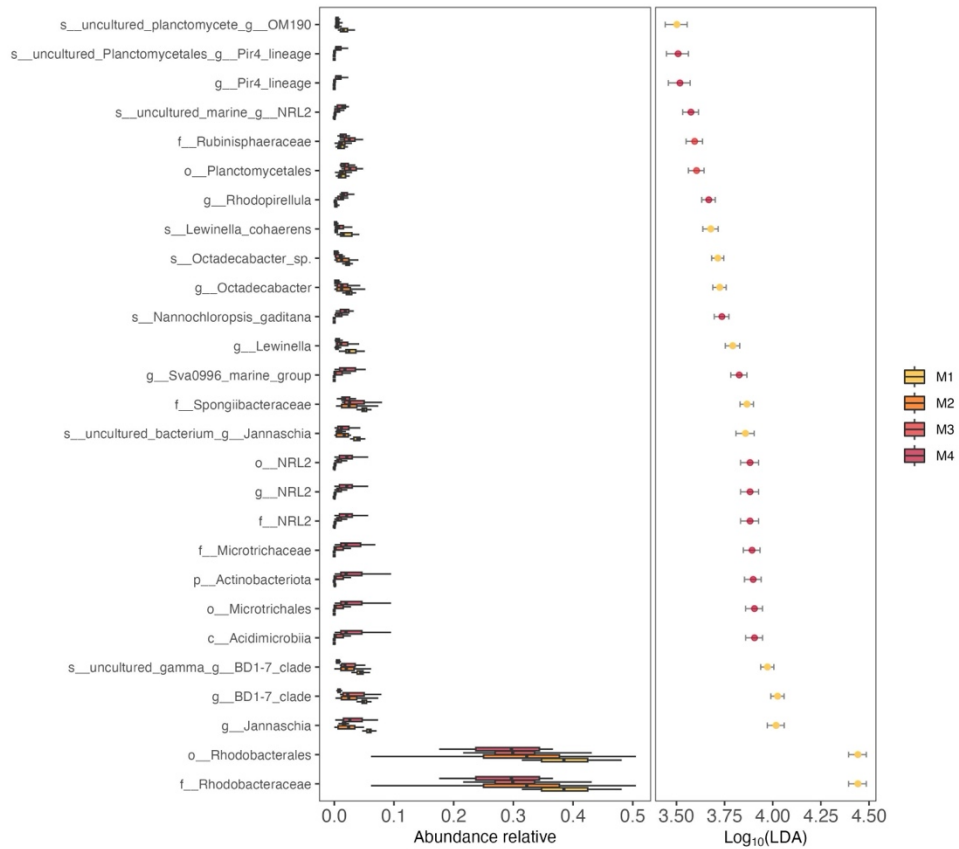 s__uncultured_planctomycete_g__OM190
s__uncultured_Planctomycetales_g__Pir4_lineage
g__Pir4_lineage
s__uncultured_marine_g__NRL2
f__Rubinisphaeraceae
o__Planctomycetales
g__Rhodopirellula
s__Lewinella_cohaerens
s__Octadecabacter_sp.
g__Octadecabacter
s__Nannochloropsis_gaditana
g__Lewinella
g__Sva0996_marine_group
f__Spongiibacteraceae
s__uncultured_bacterium_g__Jannaschia
o__NRL2
g__NRL2
f__NRL2
f__Microtrichaceae
p__Actinobacteriota
o__Microtrichales
c__Acidimicrobiia
s__uncultured_gamma_g__BD1-7_clade
g__BD1-7_clade
g__Jannaschia
o__Rhodobacterales
f__Rhodobacteraceae
0.0 0.1 0.2 0.3 0.4 0.5
Abundance relative
3.50 3.75 4.00 4.25 4.50
Log₁₀(LDA)
M1
M2
M3
M4